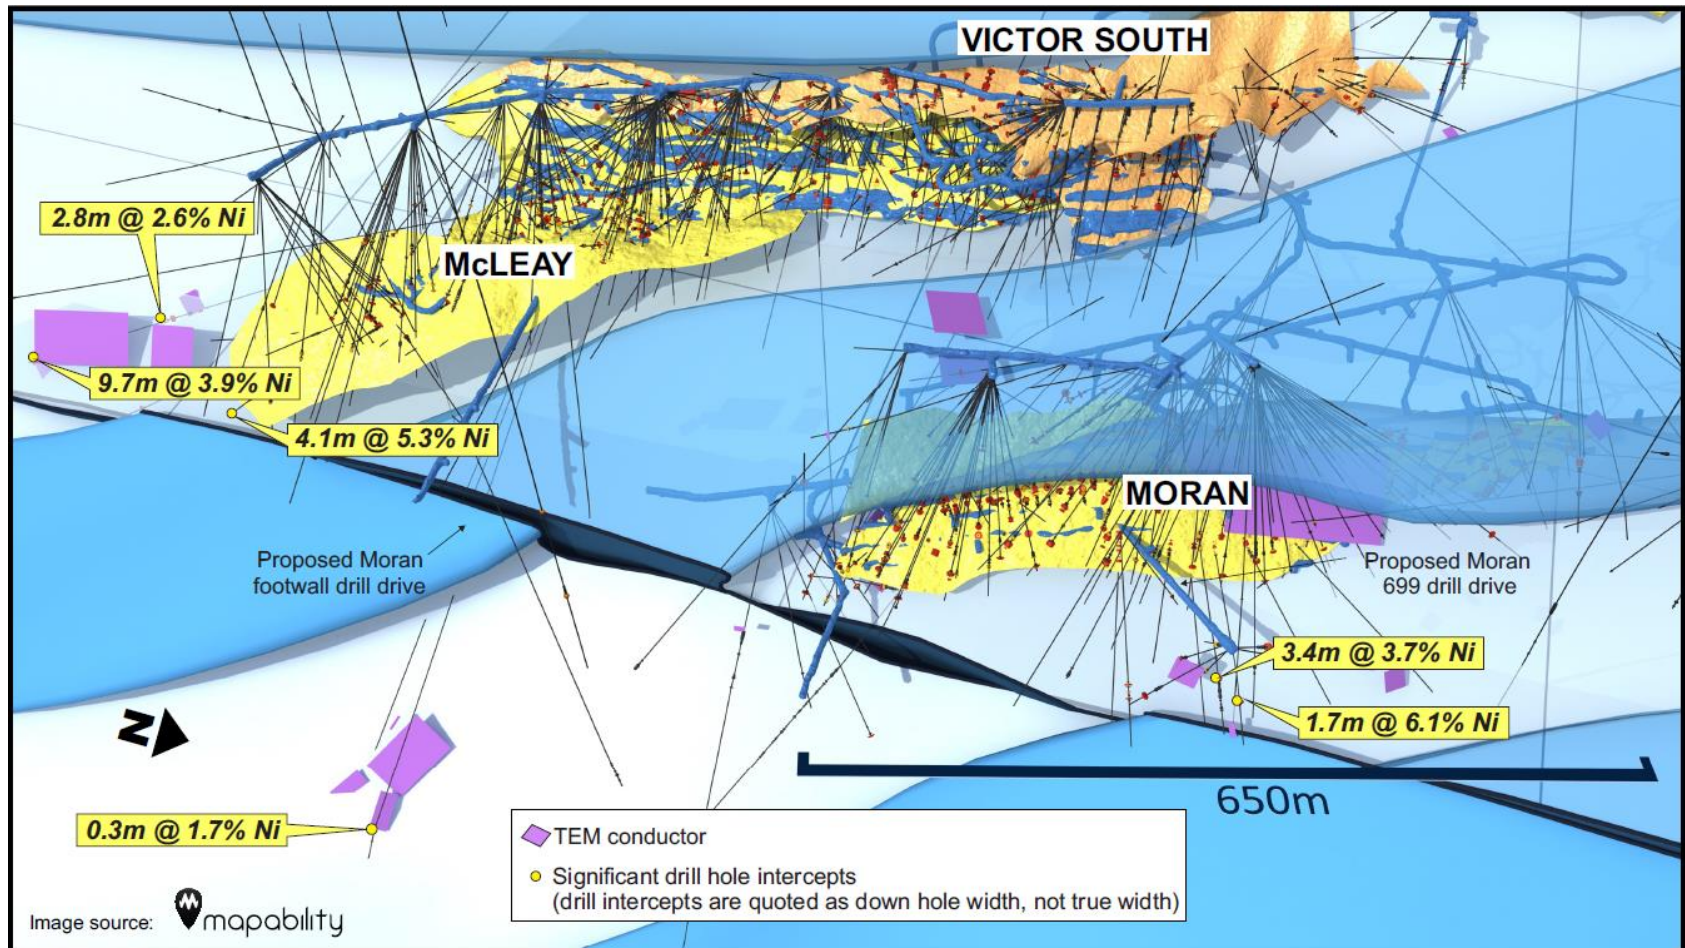 VICTOR SOUTH
2.8m @ 2.6% Ni
McLEAY
9.7m @ 3.9% Ni
4.1m @ 5.3% Ni
MORAN
Proposed Moran
footwall drill drive
Proposed Moran
699 drill drive
3.4m @ 3.7% Ni
1.7m @ 6.1% Ni
N
650m
0.3m @ 1.7% Ni
TEM conductor
Significant drill hole intercepts
(drill intercepts are quoted as down hole width, not true width)
Image source:
mapability